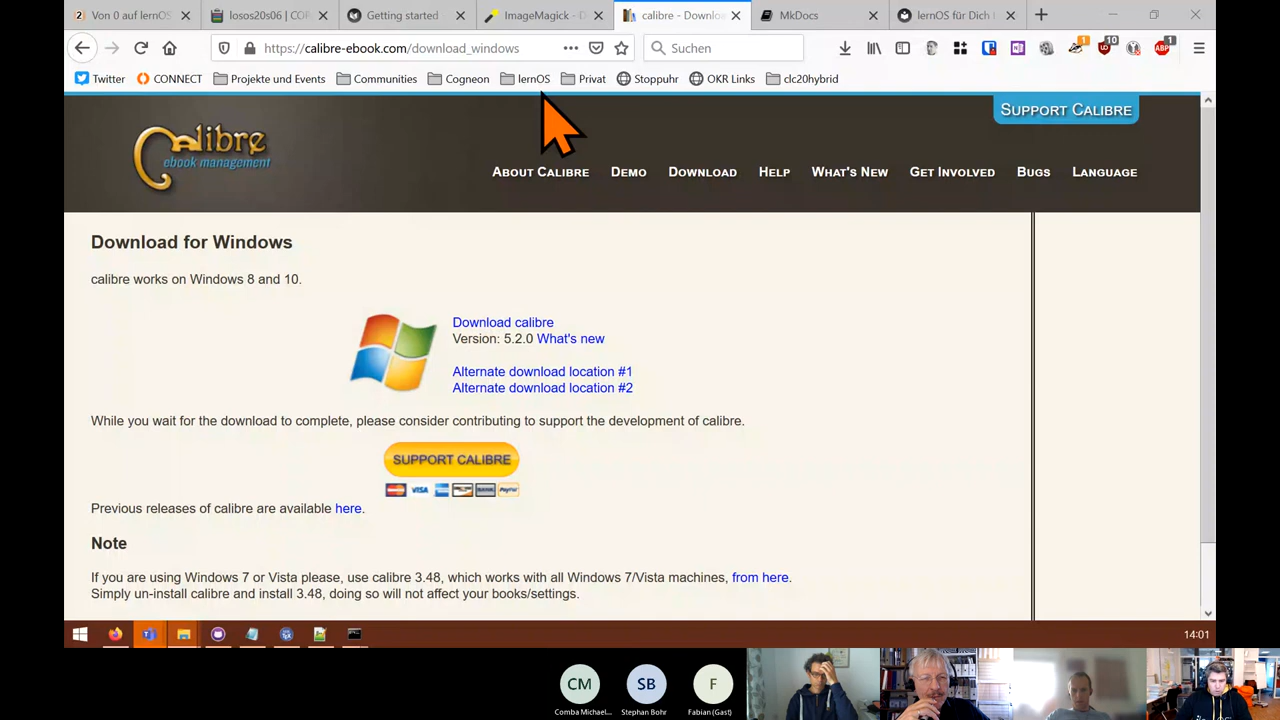 Von 0 auf lernOS
losos20s06 | COR
Getting started
ImageMagick - D
calibre - Downlo
MkDocs
lernOS für Dich
https://calibre-ebook.com/download_windows
Suchen
1
10
1
Twitter
CONNECT
Projekte und Events
Communities
Cogneon
lernOS
Privat
Stoppuhr
OKR Links
clc20hybrid
Support Calibre
Calibre
ebook management
About Calibre
Demo
Download
Help
What's New
Get Involved
Bugs
Language
Download for Windows
calibre works on Windows 8 and 10.
Download calibre
Version: 5.2.0 What's new
Alternate download location #1
Alternate download location #2
While you wait for the download to complete, please consider contributing to support the development of calibre.
SUPPORT CALIBRE
VISA
Previous releases of calibre are available here.
Note
If you are using Windows 7 or Vista please, use calibre 3.48, which works with all Windows 7/Vista machines, from here.
Simply un-install calibre and install 3.48, doing so will not affect your books/settings.
14:01
CM
SB
F
Comba Michael...
Stephan Bohr
Fabian (Gast)